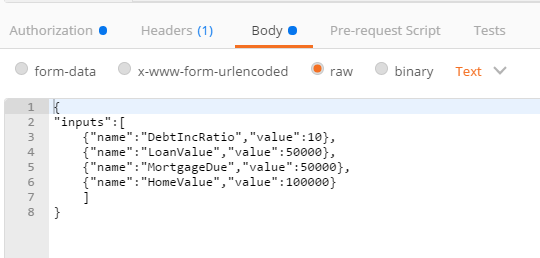 Authorization Headers (1) Body Pre-request Script Tests
form-data x-www-form-urlencoded raw binary Text
1 {
2 "inputs":[
3 {"name":"DebtIncRatio","value":10},
4 {"name":"LoanValue","value":50000},
5 {"name":"MortgageDue","value":50000},
6 {"name":"HomeValue","value":100000}
7 ]
8 }